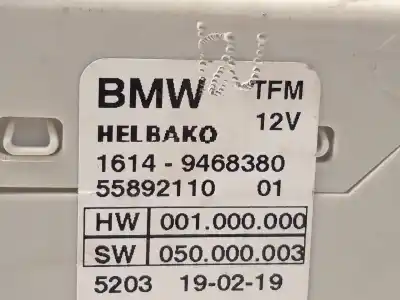 BMW TFM
HELBAKO 12V
1614 - 9468380
55892110 01
HW 001.000.000
SW 050.000.003
5203 19-02-19